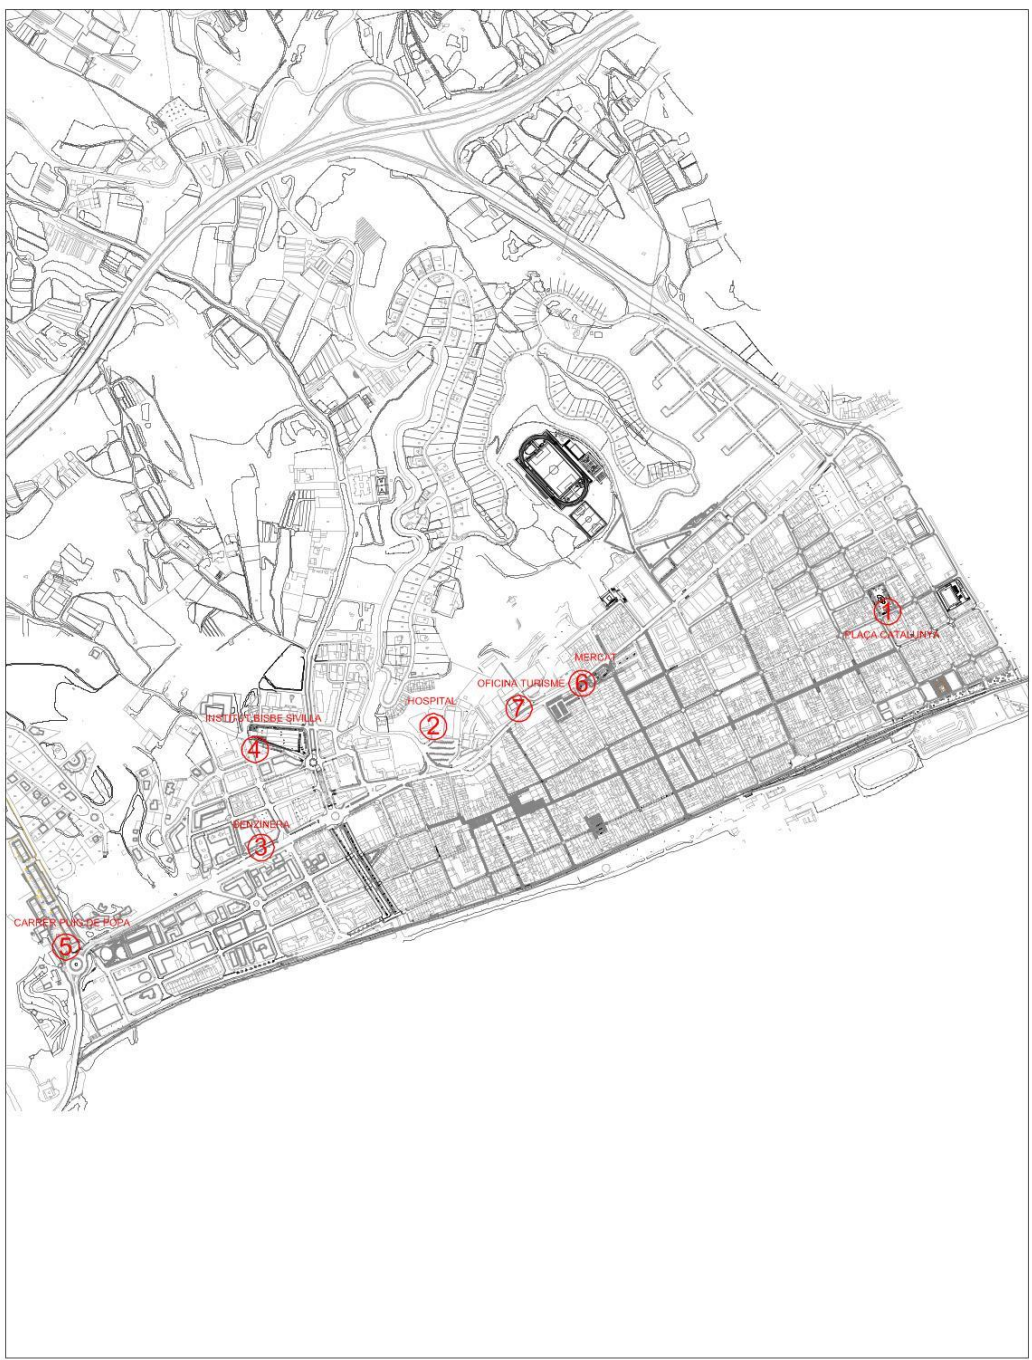 1
PLAÇA CATALUNYA
MERCAT
6
OFICINA TURISME
7
HOSPITAL
2
INSTITUT BISBE SIVILLA
4
BENZINERA
3
CARRER PUIG DE POPA
5